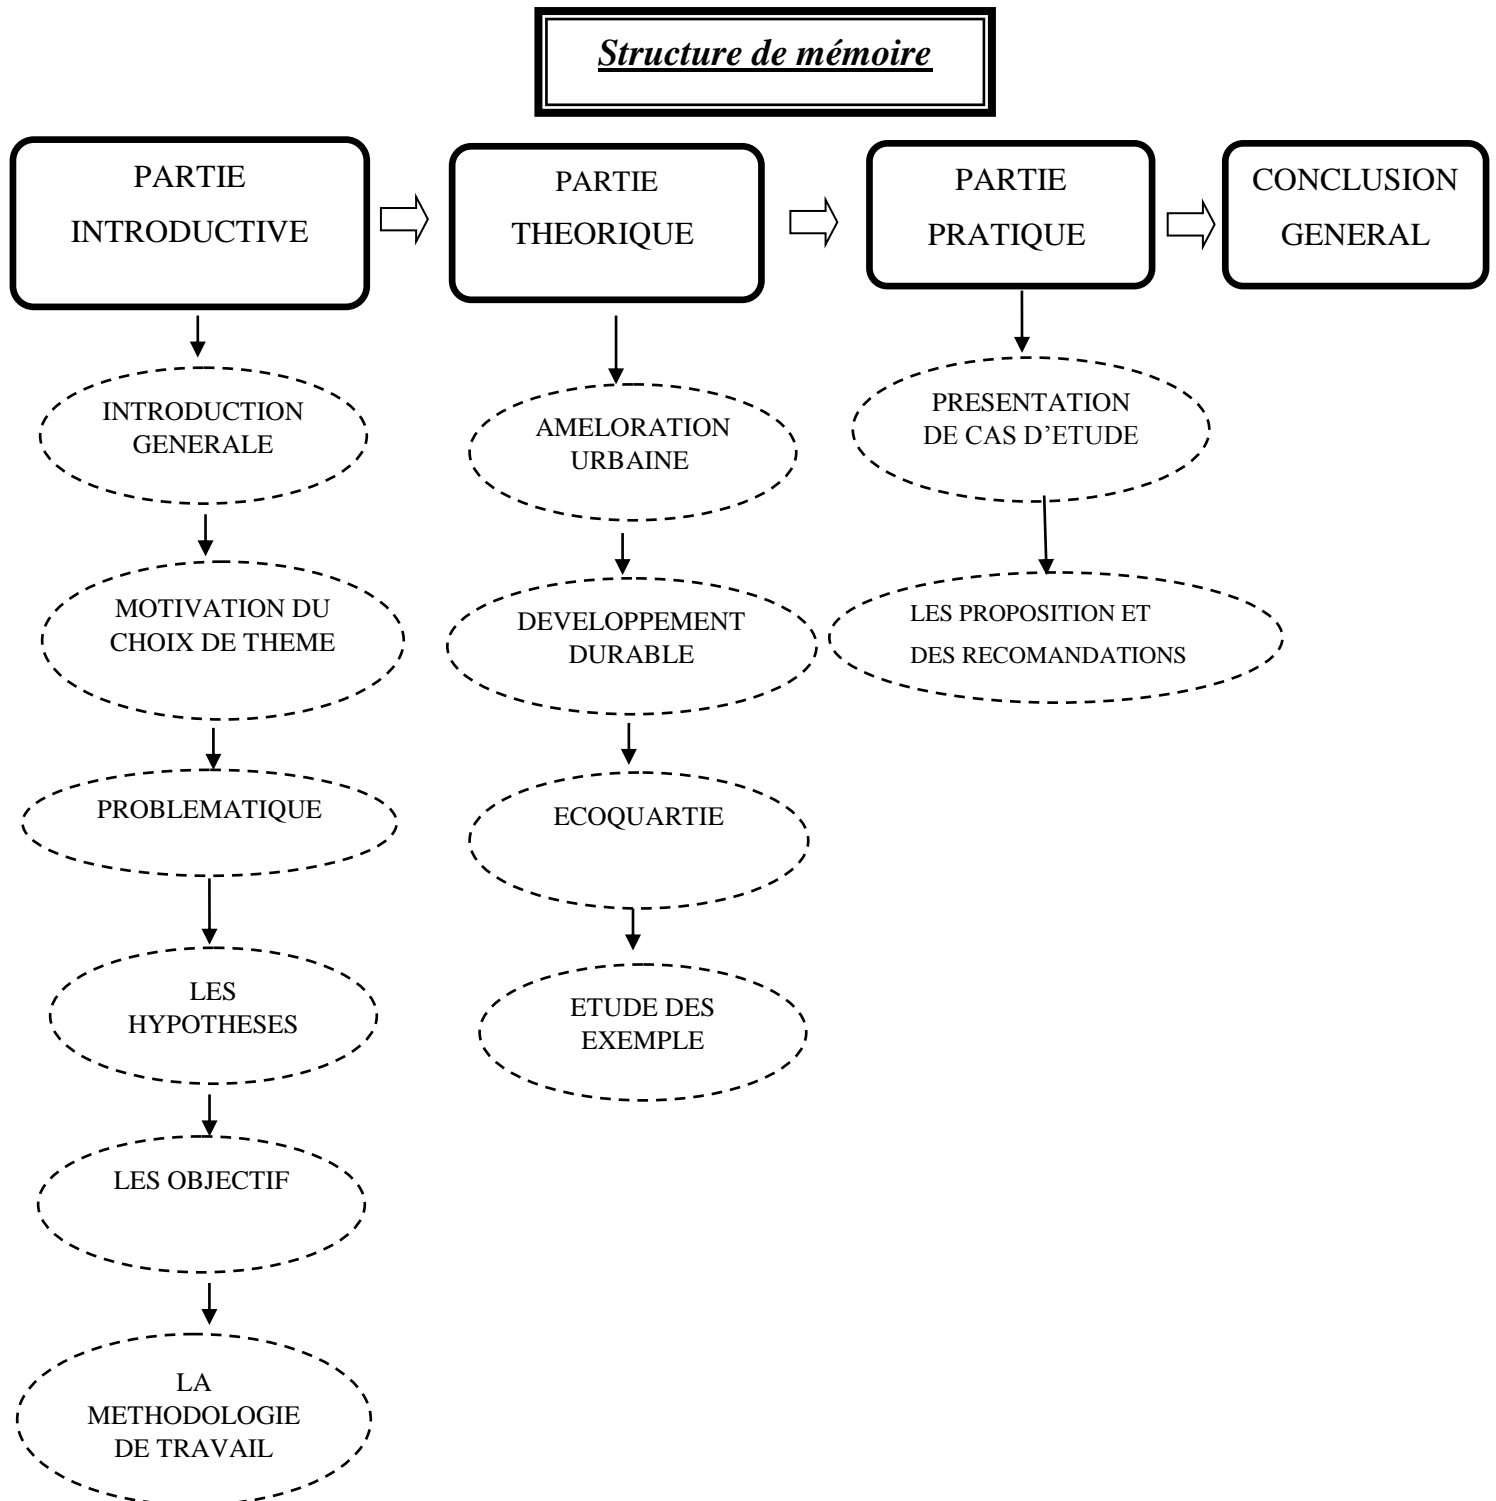 Structure de mémoire
PARTIE
INTRODUCTIVE
PARTIE
THEORIQUE
PARTIE
PRATIQUE
CONCLUSION
GENERAL
INTRODUCTION
GENERALE
MOTIVATION DU
CHOIX DE THEME
PROBLEMATIQUE
LES
HYPOTHESES
LES OBJECTIF
LA
METHODOLOGIE
DE TRAVAIL
AMELORATION
URBAINE
DEVELOPPEMENT
DURABLE
ECOQUARTIE
ETUDE DES
EXEMPLE
PRESENTATION
DE CAS D'ETUDE
LES PROPOSITION ET
DES RECOMANDATIONS